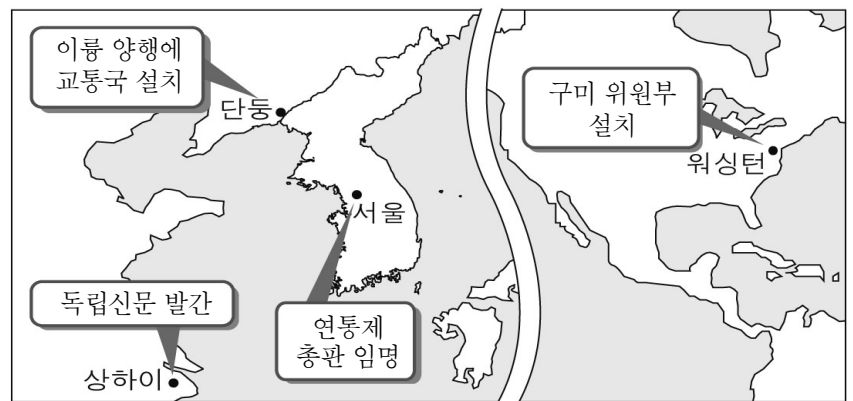 이륭 양행에
교통국 설치
단둥
구미 위원부
설치
워싱턴
서울
독립신문 발간
연통제
총판 임명
상하이